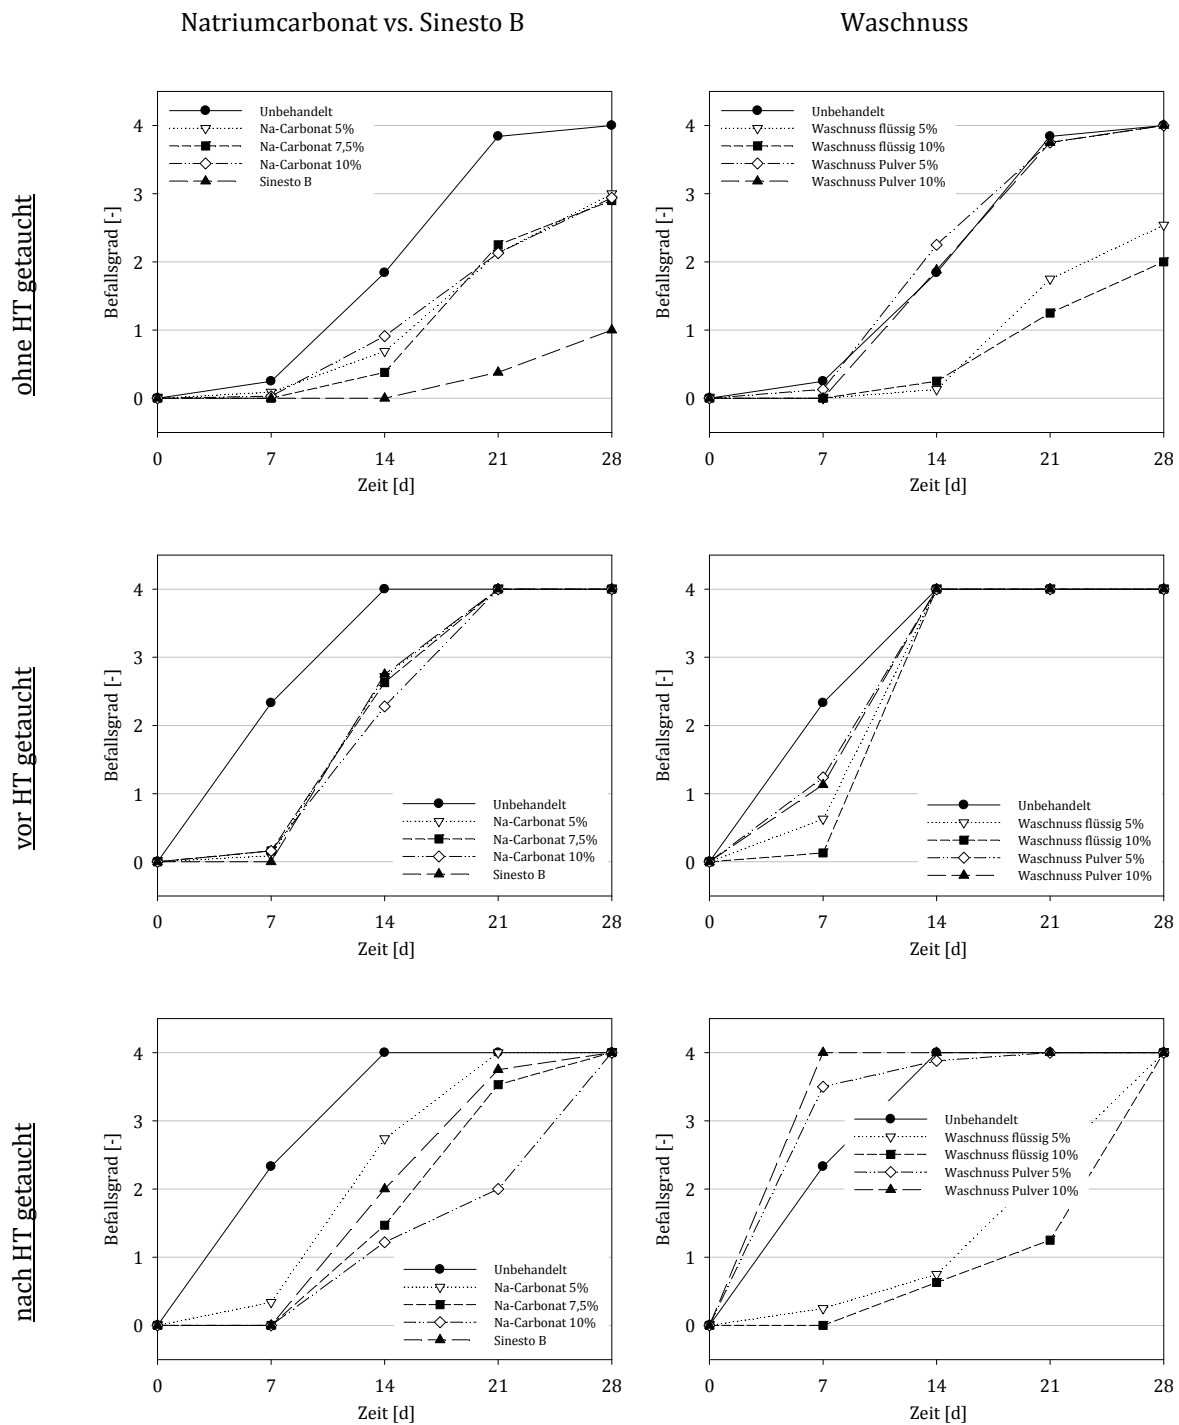 Natriumcarbonat vs. Sinesto B
Waschnuss
ohne HT getaucht
Befallsgrad [-]
4
3
2
1
0
Unbehandelt
Na-Carbonat 5%
Na-Carbonat 7,5%
Na-Carbonat 10%
Sinesto B
0 7 14 21 28
Zeit [d]
Befallsgrad [-]
4
3
2
1
0
Unbehandelt
Waschnuss flüssig 5%
Waschnuss flüssig 10%
Waschnuss Pulver 5%
Waschnuss Pulver 10%
0 7 14 21 28
Zeit [d]
vor HT getaucht
Befallsgrad [-]
4
3
2
1
0
Unbehandelt
Na-Carbonat 5%
Na-Carbonat 7,5%
Na-Carbonat 10%
Sinesto B
0 7 14 21 28
Zeit [d]
Befallsgrad [-]
4
3
2
1
0
Unbehandelt
Waschnuss flüssig 5%
Waschnuss flüssig 10%
Waschnuss Pulver 5%
Waschnuss Pulver 10%
0 7 14 21 28
Zeit [d]
nach HT getaucht
Befallsgrad [-]
4
3
2
1
0
Unbehandelt
Na-Carbonat 5%
Na-Carbonat 7,5%
Na-Carbonat 10%
Sinesto B
0 7 14 21 28
Zeit [d]
Befallsgrad [-]
4
3
2
1
0
Unbehandelt
Waschnuss flüssig 5%
Waschnuss flüssig 10%
Waschnuss Pulver 5%
Waschnuss Pulver 10%
0 7 14 21 28
Zeit [d]